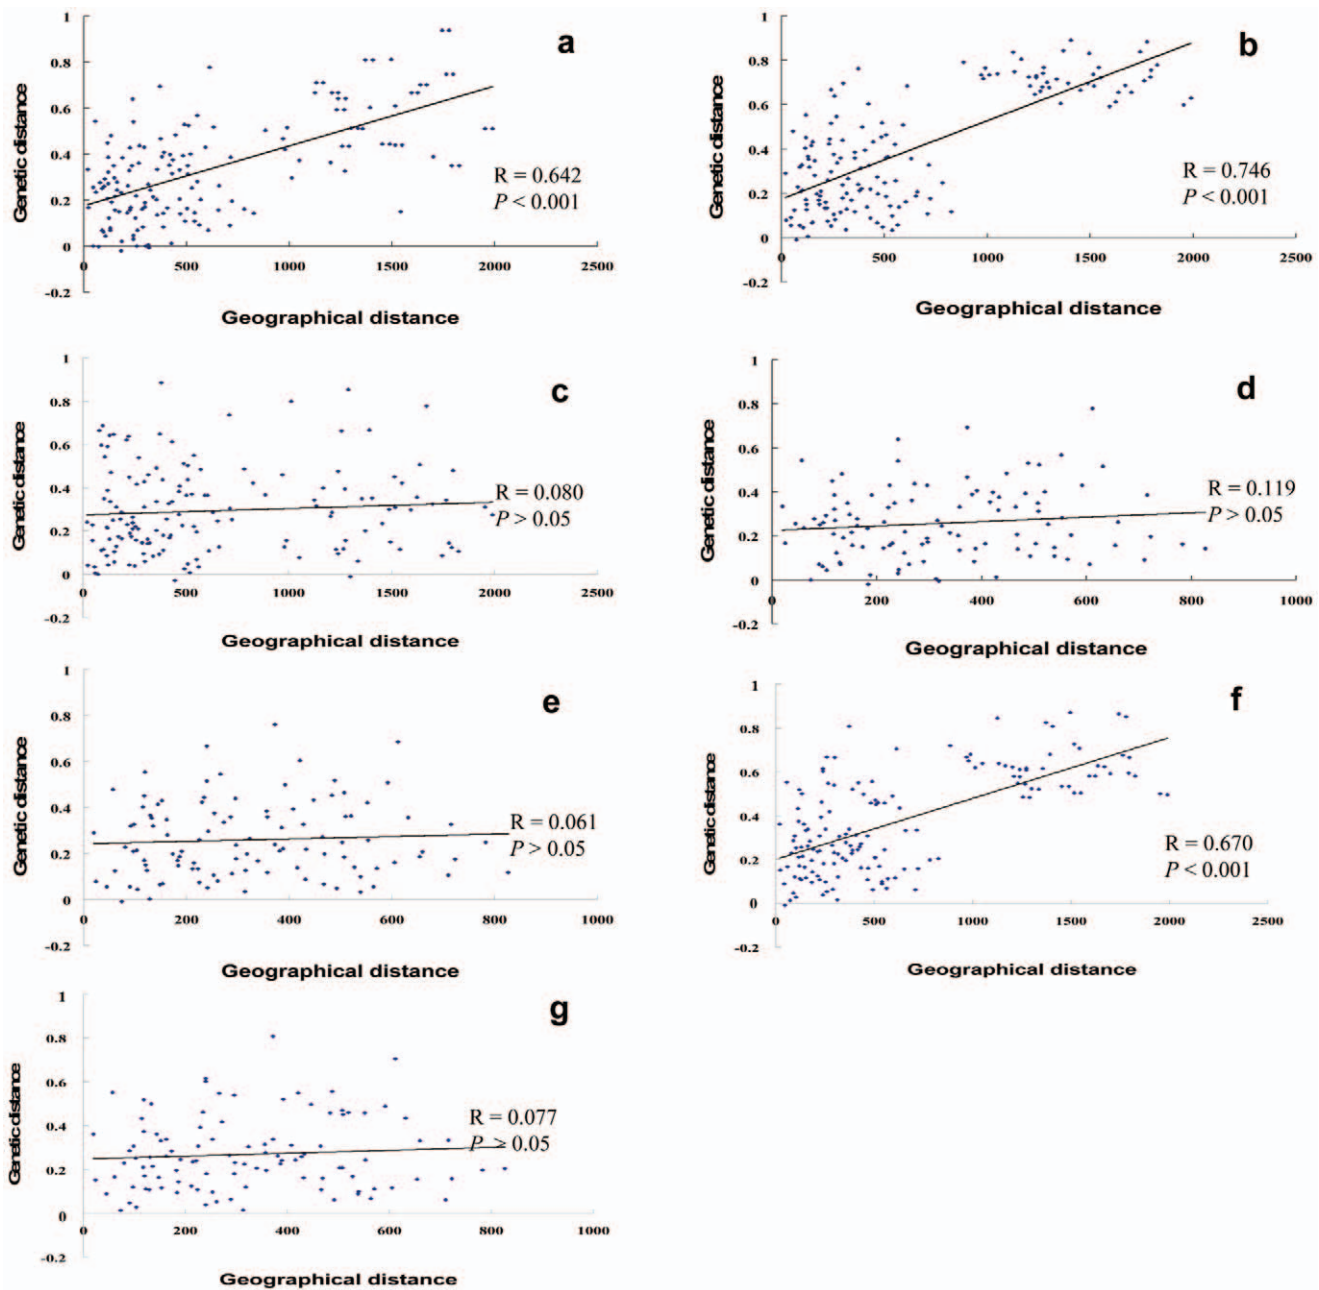 a
1
0.8
0.6
0.4
0.2
0
-0.2
0 500 1000 1500 2000 2500
Genetic distance
Geographical distance
R = 0.642
P < 0.001
b
1
0.8
0.6
0.4
0.2
0
-0.2
0 500 1000 1500 2000 2500
Genetic distance
Geographical distance
R = 0.746
P < 0.001
c
1
0.8
0.6
0.4
0.2
0
-0.2
0 500 1000 1500 2000 2500
Genetic distance
Geographical distance
R = 0.080
P > 0.05
d
1
0.8
0.6
0.4
0.2
0
-0.2
0 200 400 600 800 1000
Genetic distance
Geographical distance
R = 0.119
P > 0.05
e
1
0.8
0.6
0.4
0.2
0
-0.2
0 200 400 600 800 1000
Genetic distance
Geographical distance
R = 0.061
P > 0.05
f
1
0.8
0.6
0.4
0.2
0
-0.2
0 500 1000 1500 2000 2500
Genetic distance
Geographical distance
R = 0.670
P < 0.001
g
1
0.8
0.6
0.4
0.2
0
-0.2
0 200 400 600 800 1000
Genetic distance
Geographical distance
R = 0.077
P > 0.05